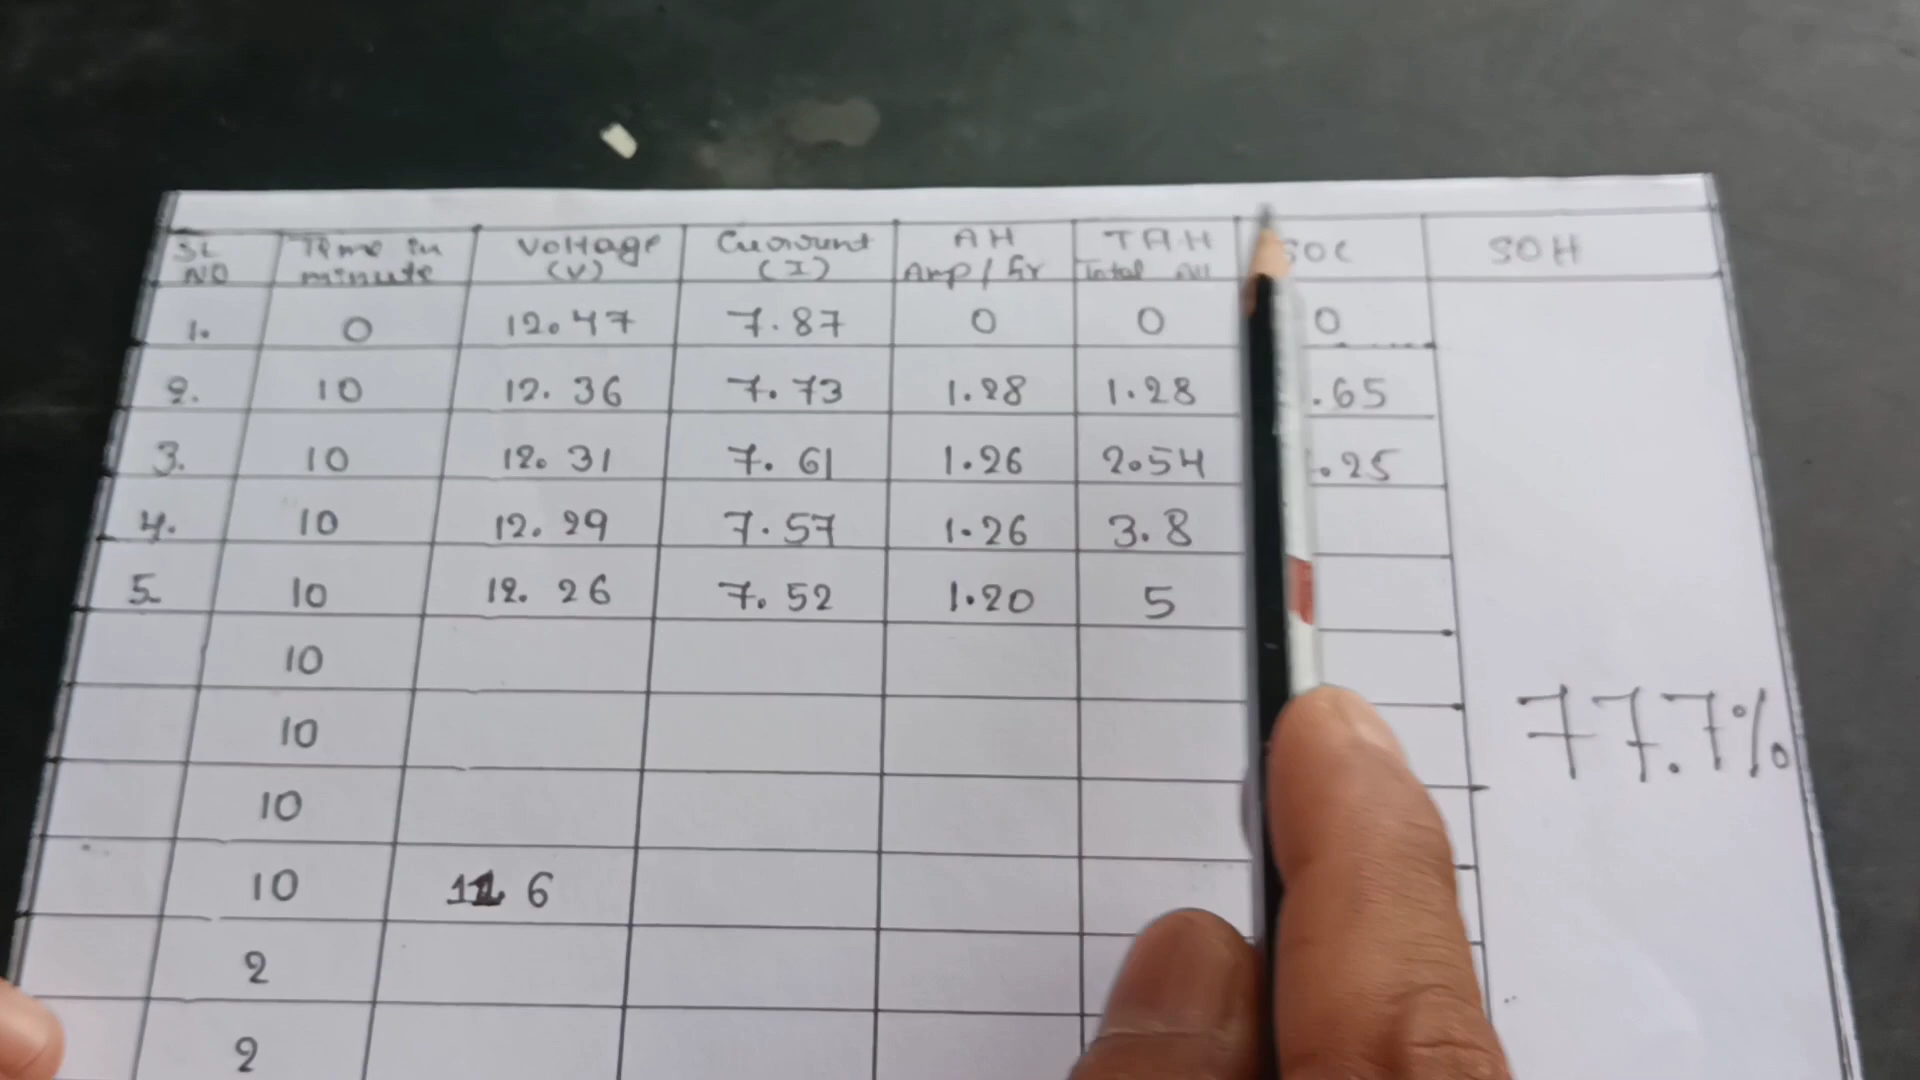 SL NO Time in minute Voltage (V) Current (I) AH Amp/hr TAH Total AH SOC SOH
1. 0 12.47 7.87 0 0 0
2. 10 12.36 7.73 1.28 1.28 .65
3. 10 12.31 7.61 1.26 2.54 .25
4. 10 12.29 7.57 1.26 3.8
5 10 12.26 7.52 1.20 5
10
10 77.7%
10
10 11.6
2
2